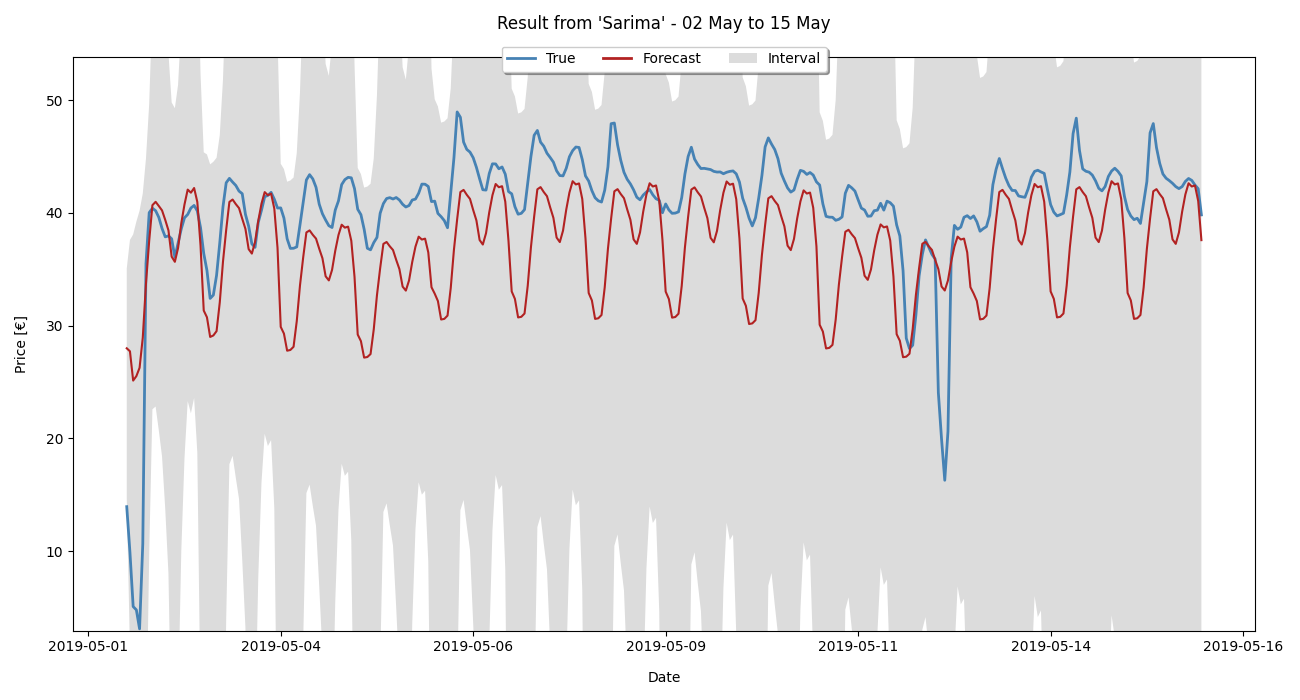 Result from 'Sarima' - 02 May to 15 May
True Forecast Interval
50
40
30
20
10
Price [€]
2019-05-01 2019-05-04 2019-05-06 2019-05-09 2019-05-11 2019-05-14 2019-05-16
Date